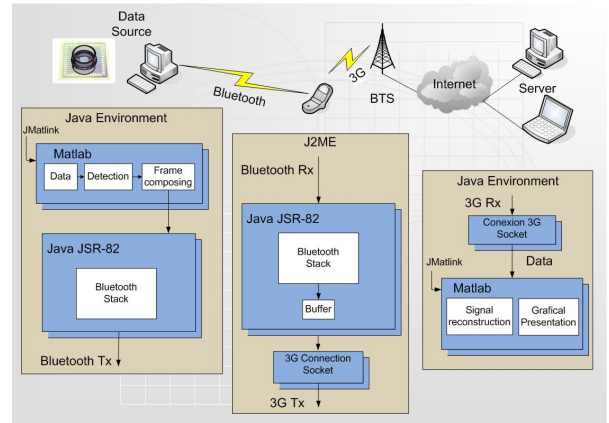 Data
Source
Bluetooth
3G
BTS
Internet
Server
Java Environment
JMatlink
Matlab
Data
Detection
Frame
composing
Java JSR-82
Bluetooth
Stack
Bluetooth Tx
J2ME
Bluetooth Rx
Java JSR-82
Bluetooth
Stack
Buffer
3G Connection
Socket
3G Tx
Java Environment
3G Rx
Conexion 3G
Socket
Data
JMatlink
Matlab
Signal
reconstruction
Grafical
Presentation